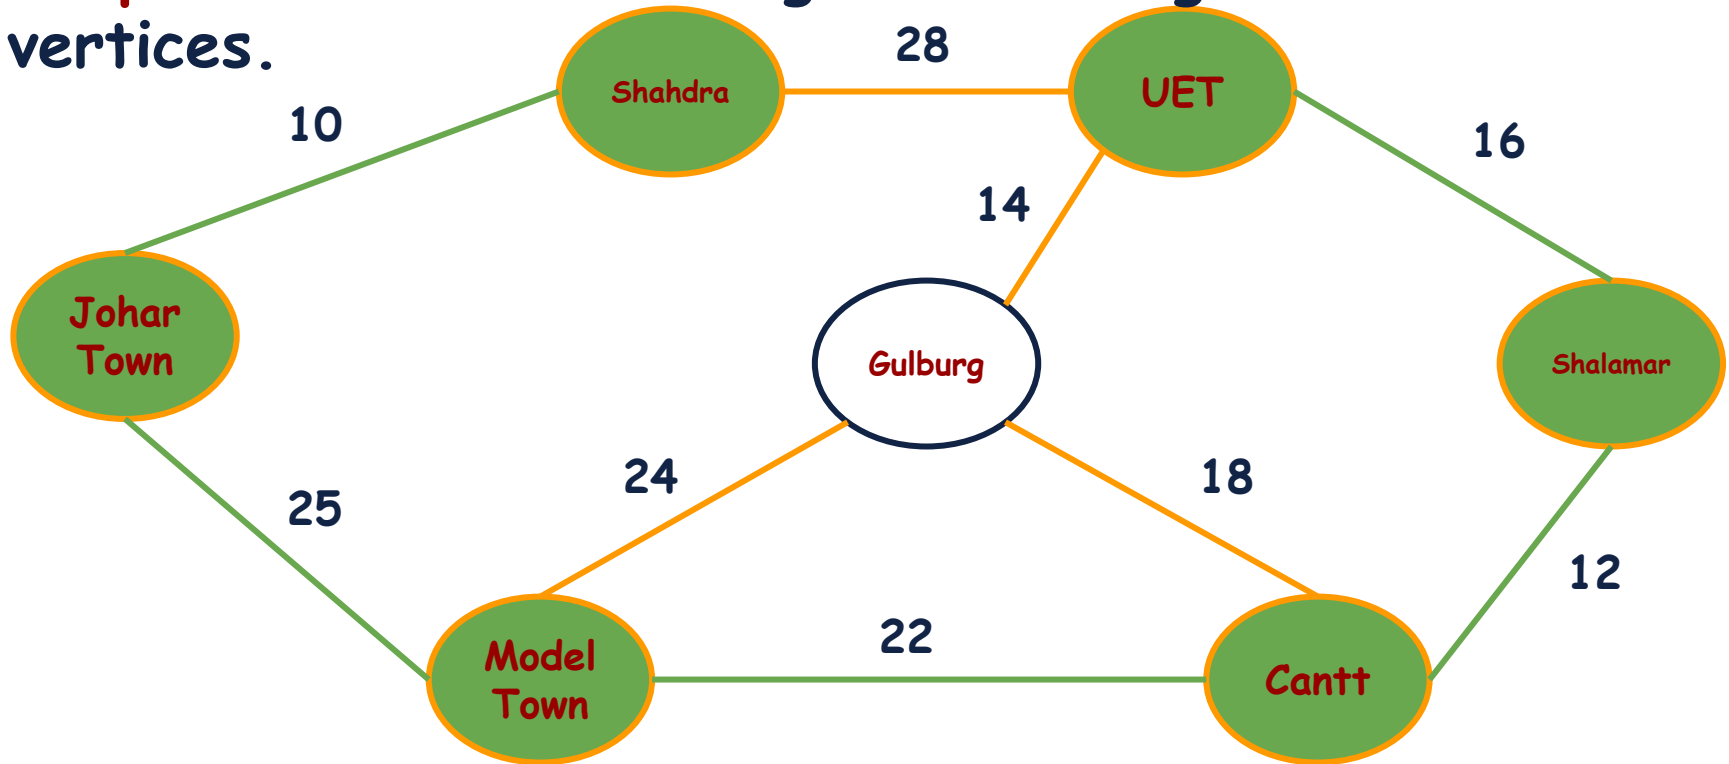 vertices.
28
Shahdra
UET
10
16
14
Johar
Town
Gulburg
Shalamar
24
18
25
12
22
Model
Town
Cantt